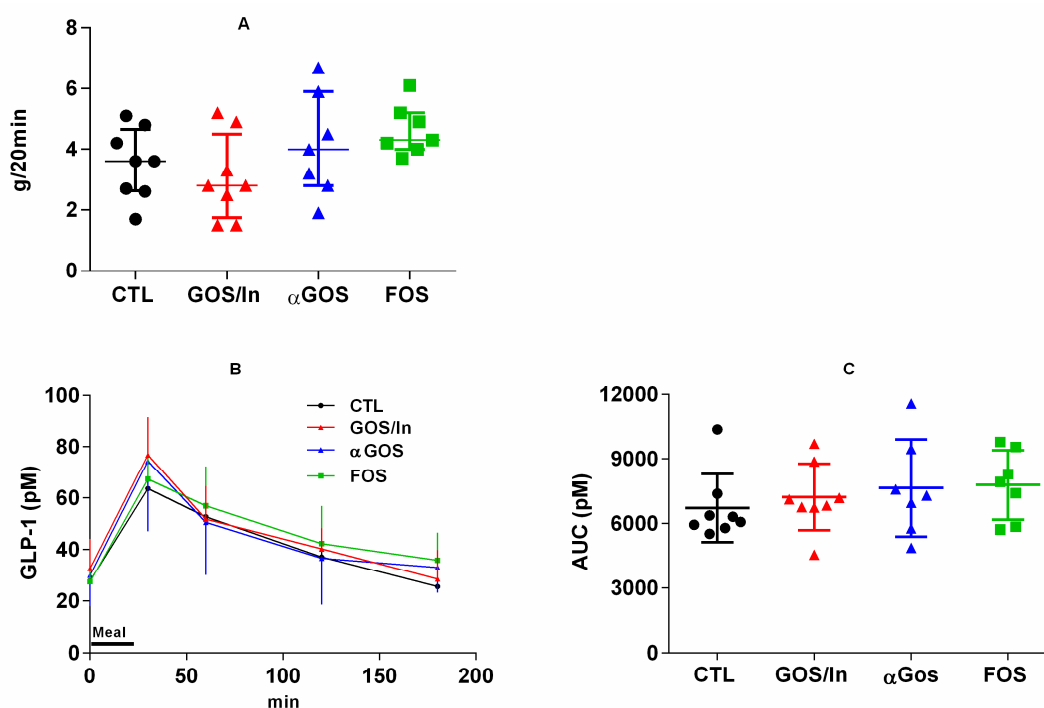 A
8
6
4
2
0
g/20min
CTL GOS/In αGOS FOS
B
100
80
60
40
20
0
GLP-1 (pM)
CTL
GOS/In
αGOS
FOS
Meal
0 50 100 150 200
min
C
12000
9000
6000
3000
0
AUC (pM)
CTL GOS/In αGos FOS